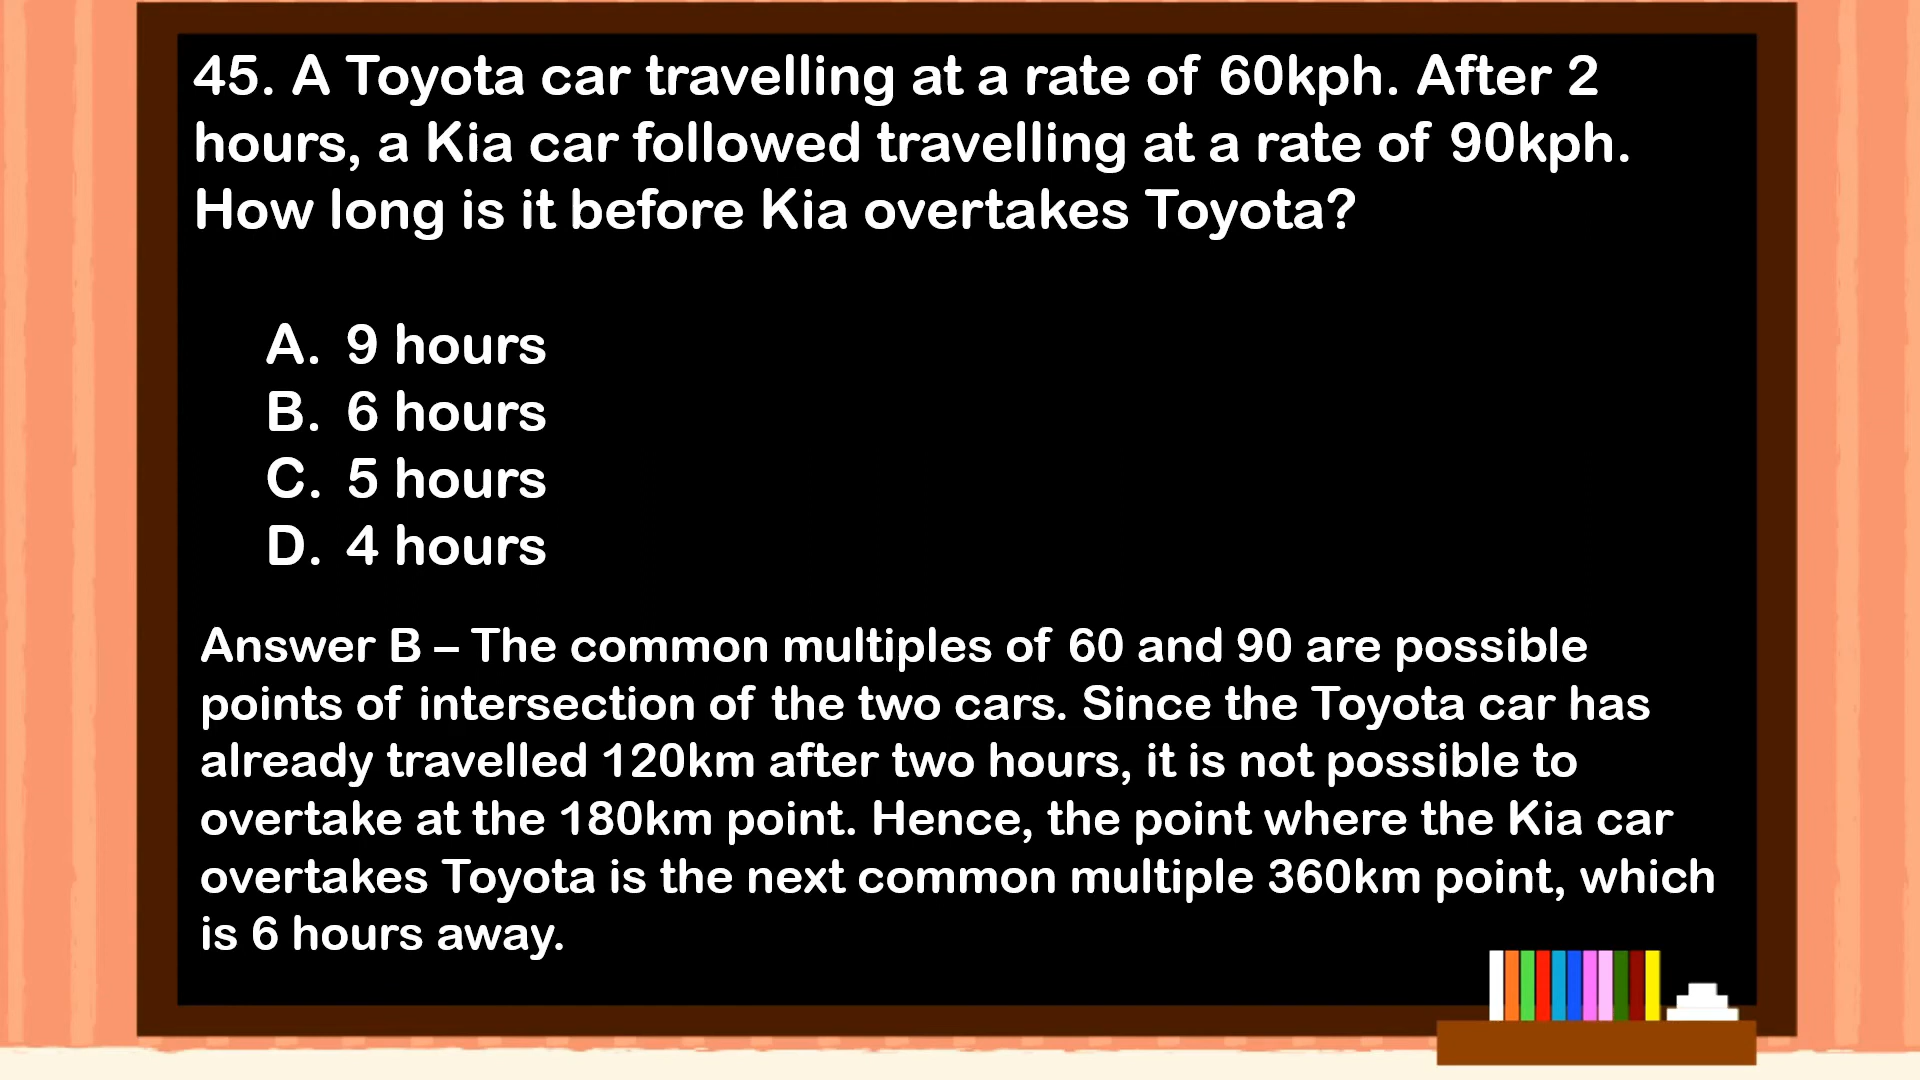 45. A Toyota car travelling at a rate of 60kph. After 2
hours, a Kia car followed travelling at a rate of 90kph.
How long is it before Kia overtakes Toyota?
A. 9 hours
B. 6 hours
C. 5 hours
D. 4 hours
Answer B – The common multiples of 60 and 90 are possible
points of intersection of the two cars. Since the Toyota car has
already travelled 120km after two hours, it is not possible to
overtake at the 180km point. Hence, the point where the Kia car
overtakes Toyota is the next common multiple 360km point, which
is 6 hours away.